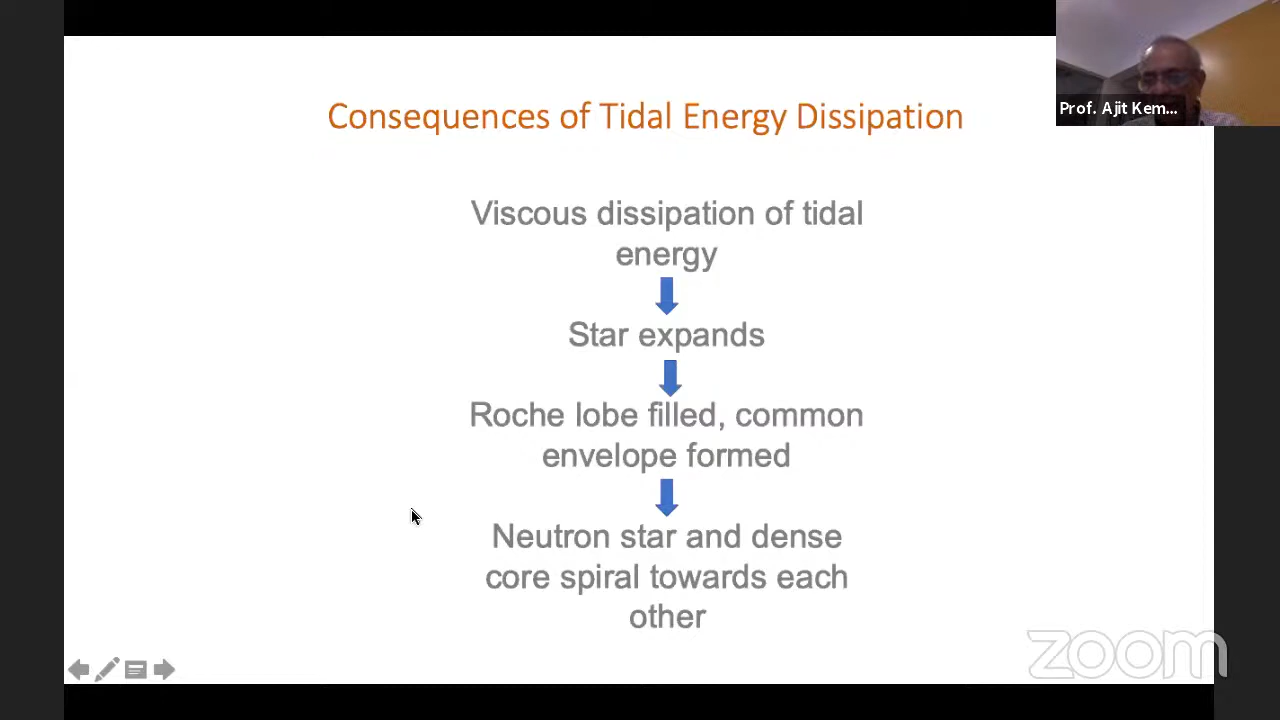 Prof. Ajit Kem...
Consequences of Tidal Energy Dissipation
Viscous dissipation of tidal
energy
Star expands
Roche lobe filled, common
envelope formed
Neutron star and dense
core spiral towards each
other
zoom